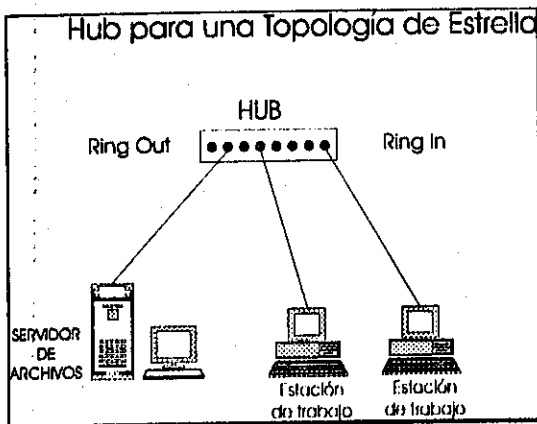 Hub para una Topología de Estrella
HUB
Ring Out
Ring In
SERVIDOR
DE
ARCHIVOS
Estación
de trabajo
Estación
de trabajo